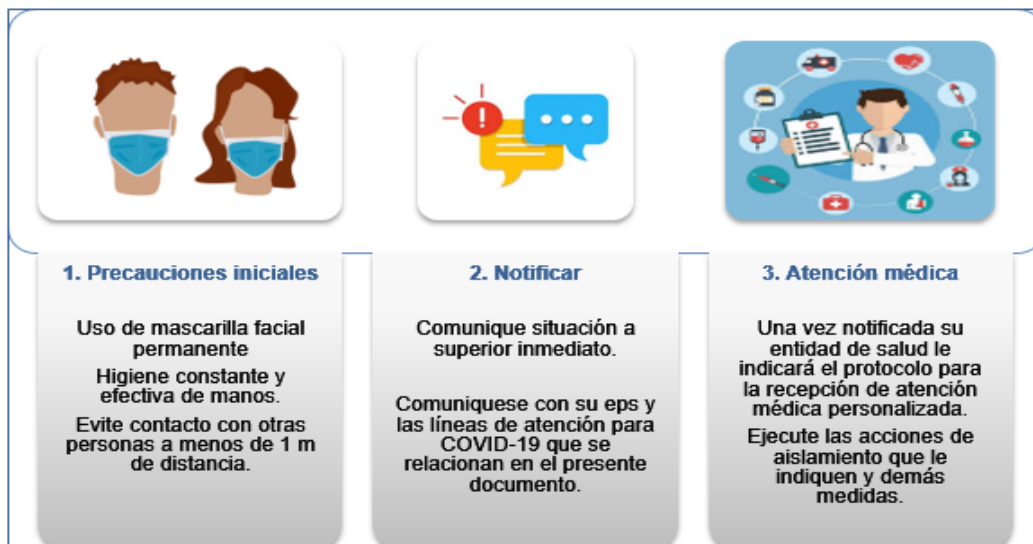 1. Precauciones iniciales
Uso de mascarilla facial
permanente
Higiene constante y
efectiva de manos.
Evite contacto con otras
personas a menos de 1 m
de distancia.
2. Notificar
Comunique situación a
superior inmediato.
Comuniquese con su eps y
las líneas de atención para
COVID-19 que se
relacionan en el presente
documento.
3. Atención médica
Una vez notificada su
entidad de salud le
indicará el protocolo para
la recepción de atención
médica personalizada.
Ejecute las acciones de
aislamiento que le
indiquen y demás
medidas.